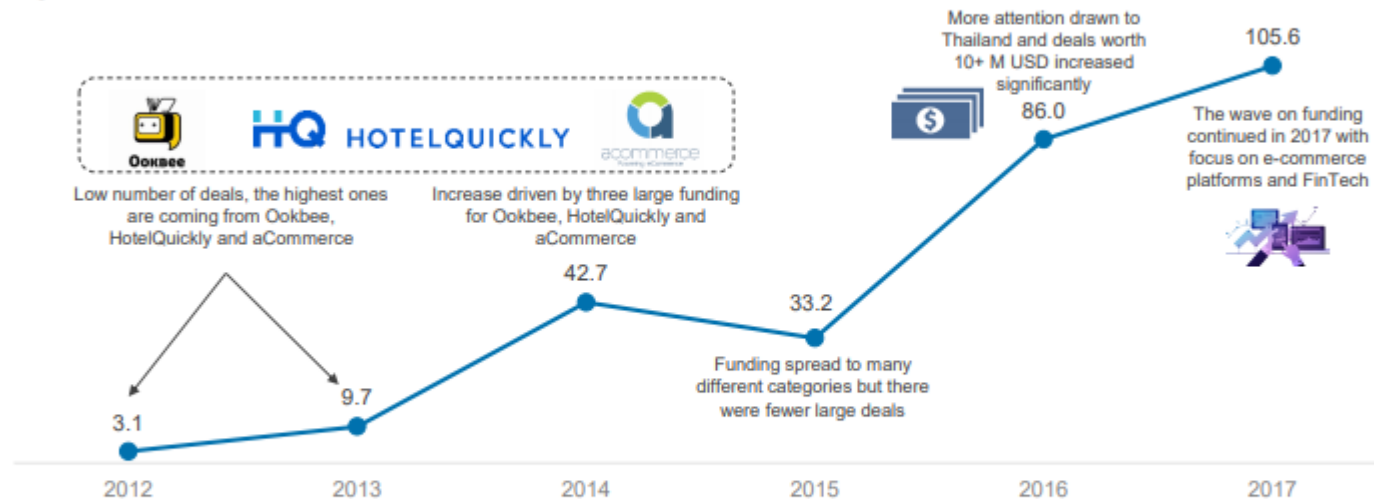 More attention drawn to
Thailand and deals worth
10+ M USD increased
significantly
86.0
105.6
The wave on funding
continued in 2017 with
focus on e-commerce
platforms and FinTech
OOKBEE
HQ HOTELQUICKLY
acommerce
Low number of deals, the highest ones
are coming from Ookbee,
HotelQuickly and aCommerce
Increase driven by three large funding
for Ookbee, HotelQuickly and
aCommerce
$
3.1
9.7
42.7
33.2
Funding spread to many
different categories but there
were fewer large deals
2012
2013
2014
2015
2016
2017